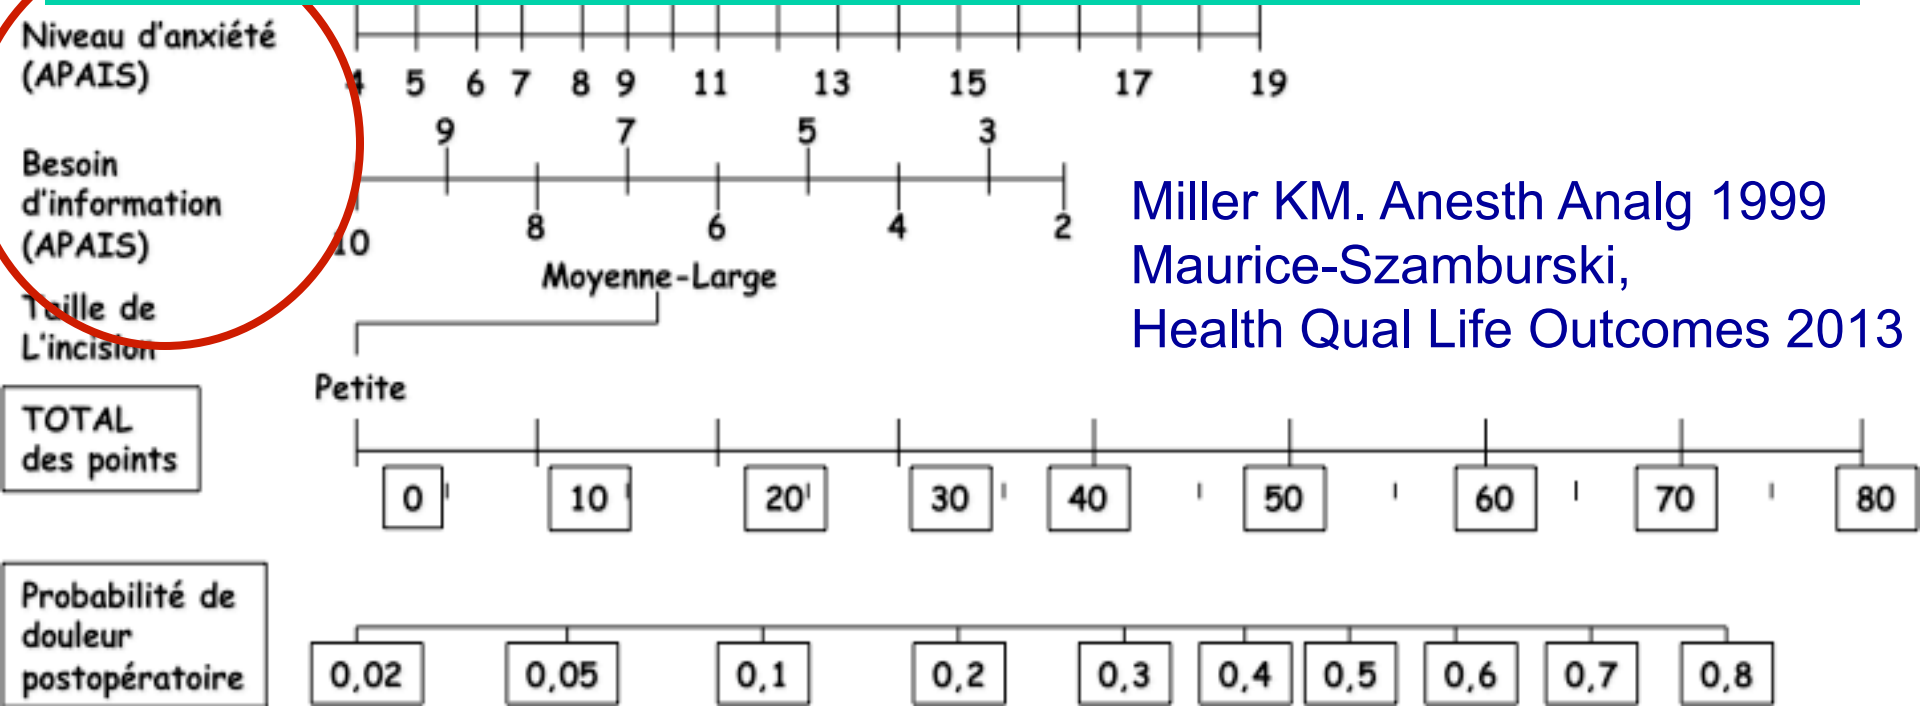 Niveau d'anxiété
(APAIS)
4 5 6 7 8 9 11 13 15 17 19
9 7 5 3
Besoin
d'information
(APAIS)
10 8 6 4 2
Miller KM. Anesth Analg 1999
Maurice-Szamburski,
Health Qual Life Outcomes 2013
Moyenne-Large
Taille de
L'incision
Petite
TOTAL
des points
0 10 20 30 40 50 60 70 80
Probabilité de
douleur
postopératoire
0,02 0,05 0,1 0,2 0,3 0,4 0,5 0,6 0,7 0,8